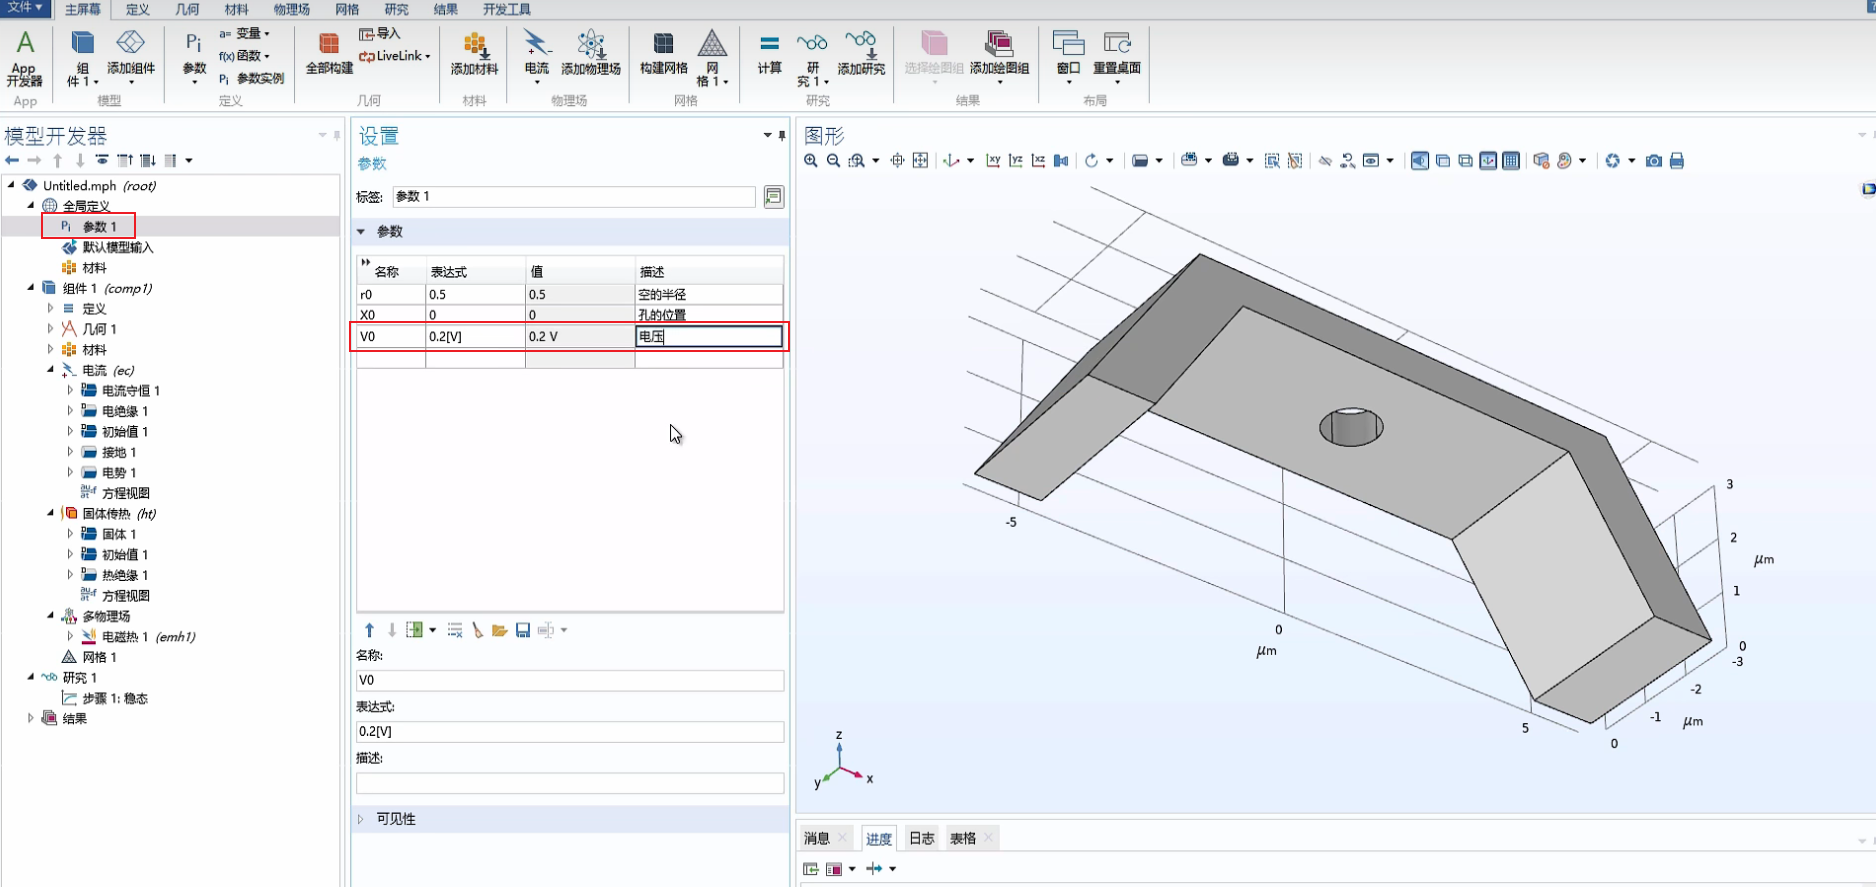 文件 主屏幕 定义 几何 材料 物理场 网格 研究 结果 开发工具
App 开发器
App
组件 1
添加组件
模型
Pi
参数
a= 变量
f(x) 函数
Pi 参数实例
定义
全部构建
导入
LiveLink
几何
添加材料
材料
电流
添加物理场
物理场
构建网格
网格 1
网格
计算
研究 1
添加研究
研究
选择绘图组
添加绘图组
结果
窗口
重置桌面
布局
模型开发器
Untitled.mph (root)
全局定义
Pi 参数 1
默认模型输入
材料
组件 1 (comp1)
定义
几何 1
材料
电流 (ec)
电流守恒 1
电绝缘 1
初始值 1
接地 1
电势 1
方程视图
固体传热 (ht)
固体 1
初始值 1
热绝缘 1
方程视图
多物理场
电磁热 1 (emh1)
网格 1
研究 1
步骤 1: 稳态
结果
设置
参数
标签: 参数 1
参数
名称 表达式 值 描述
r0 0.5 0.5 空的半径
X0 0 0 孔的位置
V0 0.2[V] 0.2 V 电压
名称:
V0
表达式:
0.2[V]
描述:
可见性
图形
xy yz xz
3
2
μm
1
0
-3
-5
0
μm
-2
-1
μm
5
0
z
y
x
消息 进度 日志 表格